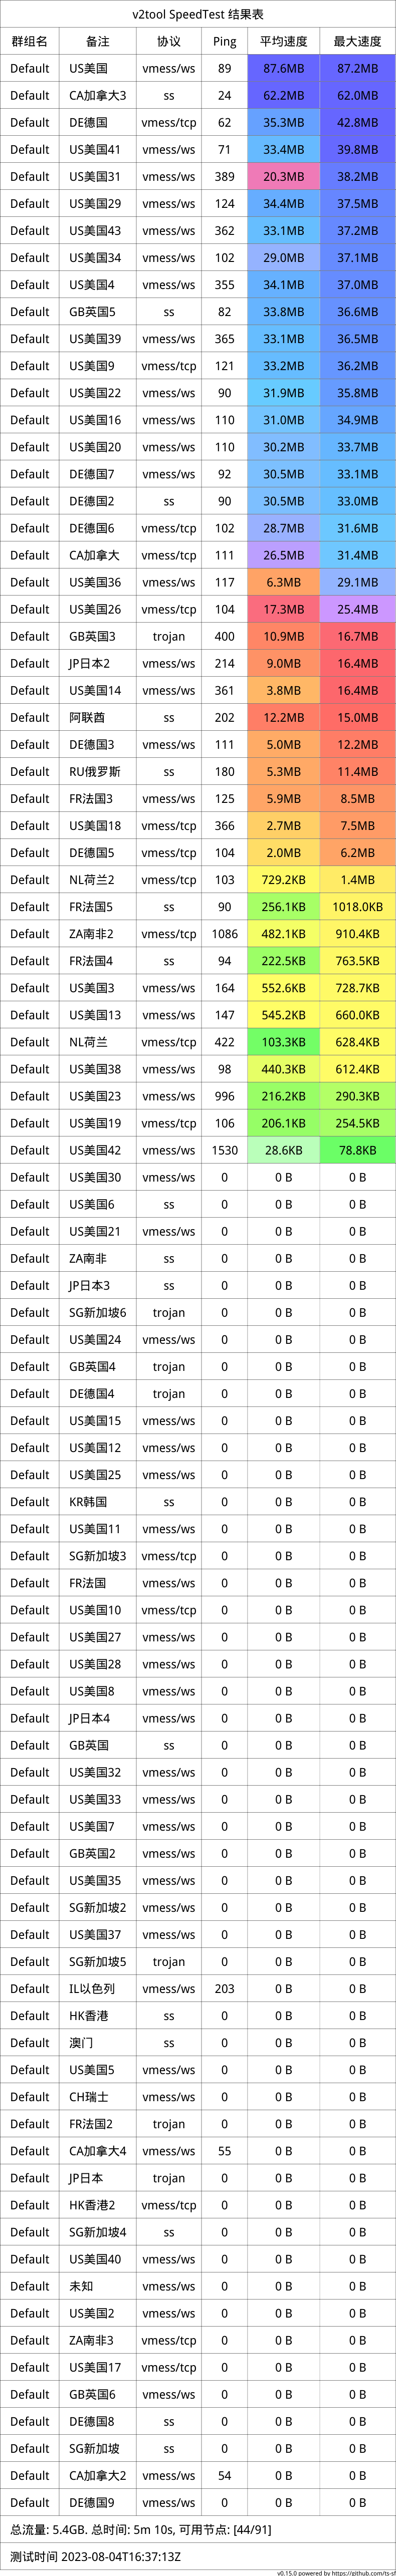 v2tool SpeedTest 结果表
群组名 备注 协议 Ping 平均速度 最大速度
Default US美国 vmess/ws 89 87.6MB 87.2MB
Default CA加拿大3 ss 24 62.2MB 62.0MB
Default DE德国 vmess/tcp 62 35.3MB 42.8MB
Default US美国41 vmess/ws 71 33.4MB 39.8MB
Default US美国31 vmess/ws 389 20.3MB 38.2MB
Default US美国29 vmess/ws 124 34.4MB 37.5MB
Default US美国43 vmess/ws 362 33.1MB 37.2MB
Default US美国34 vmess/ws 102 29.0MB 37.1MB
Default US美国4 vmess/ws 355 34.1MB 37.0MB
Default GB英国5 ss 82 33.8MB 36.6MB
Default US美国39 vmess/ws 365 33.1MB 36.5MB
Default US美国9 vmess/tcp 121 33.2MB 36.2MB
Default US美国22 vmess/ws 90 31.9MB 35.8MB
Default US美国16 vmess/ws 110 31.0MB 34.9MB
Default US美国20 vmess/ws 110 30.2MB 33.7MB
Default DE德国7 vmess/ws 92 30.5MB 33.1MB
Default DE德国2 ss 90 30.5MB 33.0MB
Default DE德国6 vmess/tcp 102 28.7MB 31.6MB
Default CA加拿大 vmess/tcp 111 26.5MB 31.4MB
Default US美国36 vmess/ws 117 6.3MB 29.1MB
Default US美国26 vmess/tcp 104 17.3MB 25.4MB
Default GB英国3 trojan 400 10.9MB 16.7MB
Default JP日本2 vmess/ws 214 9.0MB 16.4MB
Default US美国14 vmess/ws 361 3.8MB 16.4MB
Default 阿联酋 ss 202 12.2MB 15.0MB
Default DE德国3 vmess/ws 111 5.0MB 12.2MB
Default RU俄罗斯 ss 180 5.3MB 11.4MB
Default FR法国3 vmess/ws 125 5.9MB 8.5MB
Default US美国18 vmess/tcp 366 2.7MB 7.5MB
Default DE德国5 vmess/tcp 104 2.0MB 6.2MB
Default NL荷兰2 vmess/tcp 103 729.2KB 1.4MB
Default FR法国5 ss 90 256.1KB 1018.0KB
Default ZA南非2 vmess/tcp 1086 482.1KB 910.4KB
Default FR法国4 ss 94 222.5KB 763.5KB
Default US美国3 vmess/ws 164 552.6KB 728.7KB
Default US美国13 vmess/ws 147 545.2KB 660.0KB
Default NL荷兰 vmess/tcp 422 103.3KB 628.4KB
Default US美国38 vmess/ws 98 440.3KB 612.4KB
Default US美国23 vmess/ws 996 216.2KB 290.3KB
Default US美国19 vmess/tcp 106 206.1KB 254.5KB
Default US美国42 vmess/ws 1530 28.6KB 78.8KB
Default US美国30 vmess/ws 0 0 B 0 B
Default US美国6 ss 0 0 B 0 B
Default US美国21 vmess/ws 0 0 B 0 B
Default ZA南非 ss 0 0 B 0 B
Default JP日本3 ss 0 0 B 0 B
Default SG新加坡6 trojan 0 0 B 0 B
Default US美国24 vmess/ws 0 0 B 0 B
Default GB英国4 trojan 0 0 B 0 B
Default DE德国4 trojan 0 0 B 0 B
Default US美国15 vmess/ws 0 0 B 0 B
Default US美国12 vmess/ws 0 0 B 0 B
Default US美国25 vmess/ws 0 0 B 0 B
Default KR韩国 ss 0 0 B 0 B
Default US美国11 vmess/ws 0 0 B 0 B
Default SG新加坡3 vmess/tcp 0 0 B 0 B
Default FR法国 vmess/ws 0 0 B 0 B
Default US美国10 vmess/tcp 0 0 B 0 B
Default US美国27 vmess/ws 0 0 B 0 B
Default US美国28 vmess/ws 0 0 B 0 B
Default US美国8 vmess/ws 0 0 B 0 B
Default JP日本4 vmess/ws 0 0 B 0 B
Default GB英国 ss 0 0 B 0 B
Default US美国32 vmess/ws 0 0 B 0 B
Default US美国33 vmess/ws 0 0 B 0 B
Default US美国7 vmess/ws 0 0 B 0 B
Default GB英国2 vmess/ws 0 0 B 0 B
Default US美国35 vmess/ws 0 0 B 0 B
Default SG新加坡2 vmess/ws 0 0 B 0 B
Default US美国37 vmess/ws 0 0 B 0 B
Default SG新加坡5 trojan 0 0 B 0 B
Default IL以色列 vmess/ws 203 0 B 0 B
Default HK香港 ss 0 0 B 0 B
Default 澳门 ss 0 0 B 0 B
Default US美国5 vmess/ws 0 0 B 0 B
Default CH瑞士 vmess/ws 0 0 B 0 B
Default FR法国2 trojan 0 0 B 0 B
Default CA加拿大4 vmess/ws 55 0 B 0 B
Default JP日本 trojan 0 0 B 0 B
Default HK香港2 vmess/tcp 0 0 B 0 B
Default SG新加坡4 ss 0 0 B 0 B
Default US美国40 vmess/ws 0 0 B 0 B
Default 未知 vmess/ws 0 0 B 0 B
Default US美国2 vmess/ws 0 0 B 0 B
Default ZA南非3 vmess/tcp 0 0 B 0 B
Default US美国17 vmess/tcp 0 0 B 0 B
Default GB英国6 vmess/ws 0 0 B 0 B
Default DE德国8 ss 0 0 B 0 B
Default SG新加坡 ss 0 0 B 0 B
Default CA加拿大2 vmess/ws 54 0 B 0 B
Default DE德国9 vmess/ws 0 0 B 0 B
总流量: 5.4GB. 总时间: 5m 10s, 可用节点: [44/91]
测试时间 2023-08-04T16:37:13Z
v0.15.0 powered by https://github.com/ts-sf